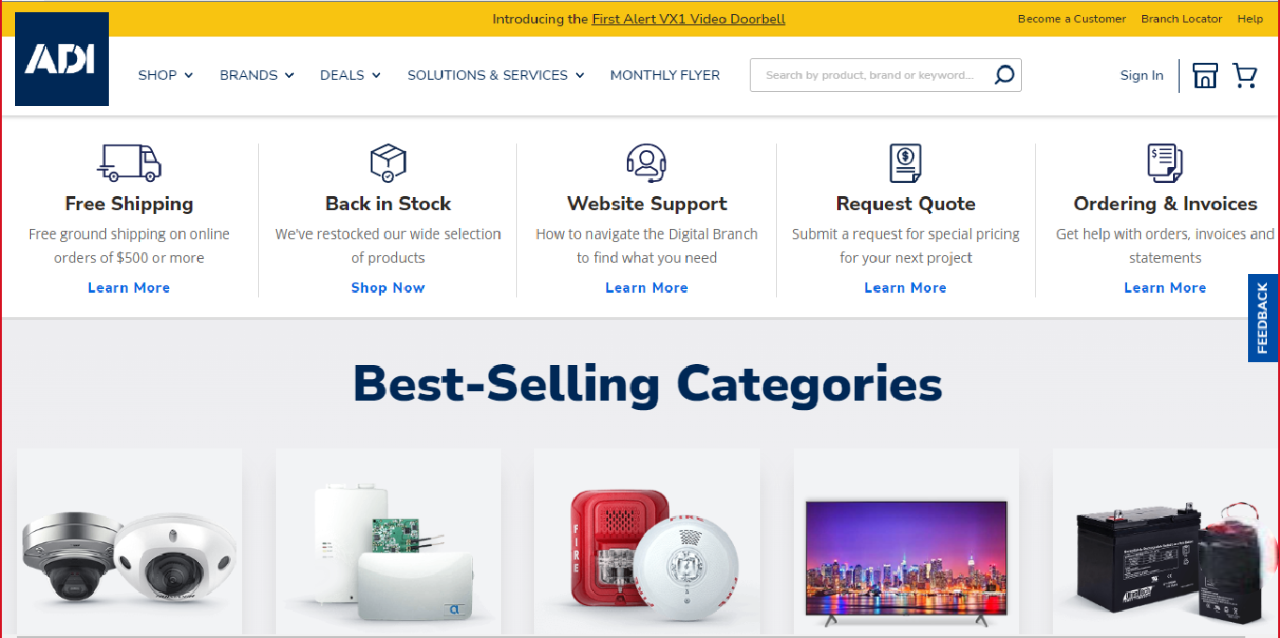 Introducing the First Alert VX1 Video Doorbell
Become a Customer Branch Locator Help
ADI
SHOP BRANDS DEALS SOLUTIONS & SERVICES MONTHLY FLYER
Search by product, brand or keyword...
Sign In
Free Shipping
Free ground shipping on online
orders of $500 or more
Learn More
Back in Stock
We've restocked our wide selection
of products
Shop Now
Website Support
How to navigate the Digital Branch
to find what you need
Learn More
Request Quote
Submit a request for special pricing
for your next project
Learn More
Ordering & Invoices
Get help with orders, invoices and
statements
Learn More
FEEDBACK
Best-Selling Categories
FIRE
FIRE